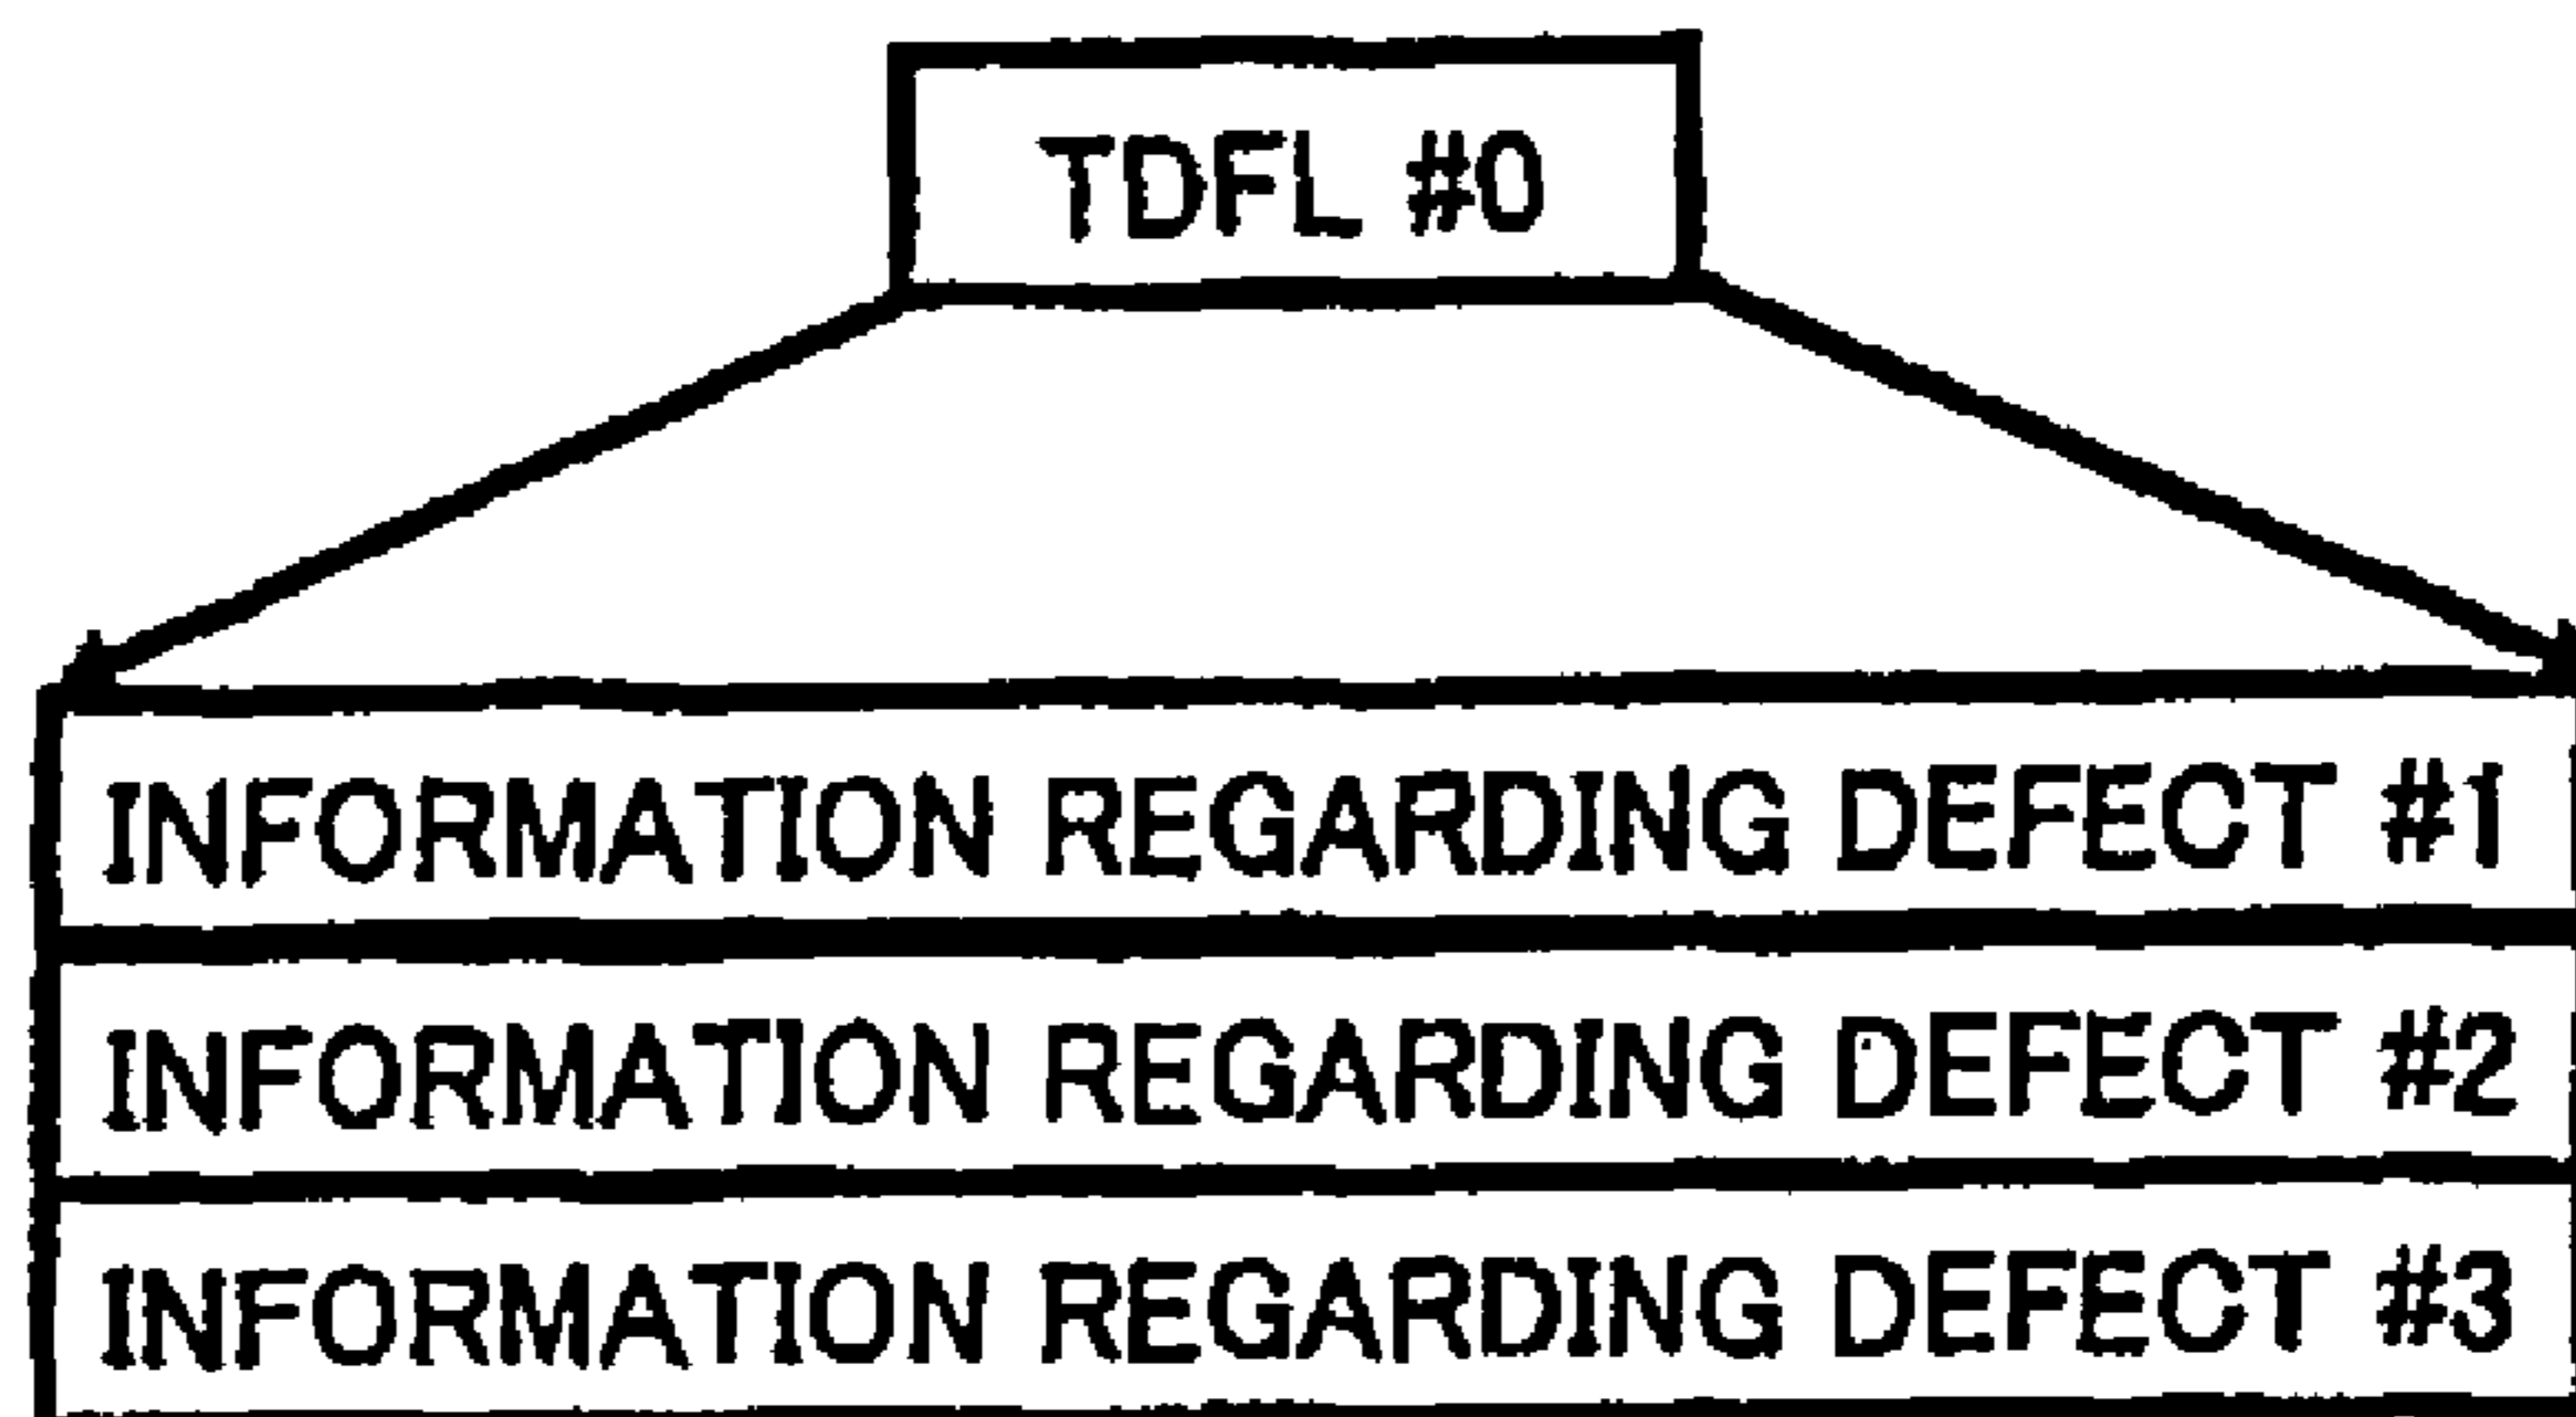 TDFL #0
INFORMATION REGARDING DEFECT #1
INFORMATION REGARDING DEFECT #2
INFORMATION REGARDING DEFECT #3